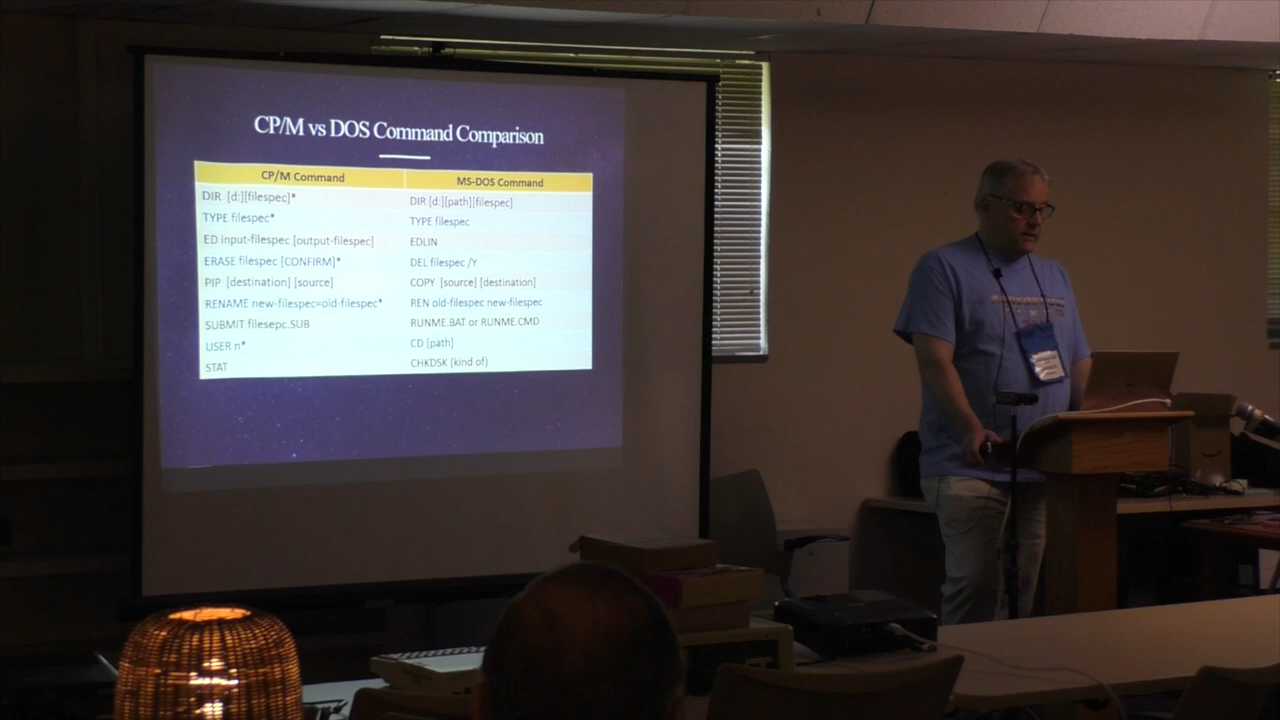 CP/M vs DOS Command Comparison
CP/M Command MS-DOS Command
DIR [d:][filespec]* DIR [d:][path][filespec]
TYPE filespec* TYPE filespec
ED input-filespec [output-filespec] EDLIN
ERASE filespec [CONFIRM]* DEL filespec /Y
PIP [destination] [source] COPY [source] [destination]
RENAME new-filespec=old-filespec* REN old-filespec new-filespec
SUBMIT filesepc.SUB RUNME.BAT or RUNME.CMD
USER n* CD [path]
STAT CHKDSK (kind of)